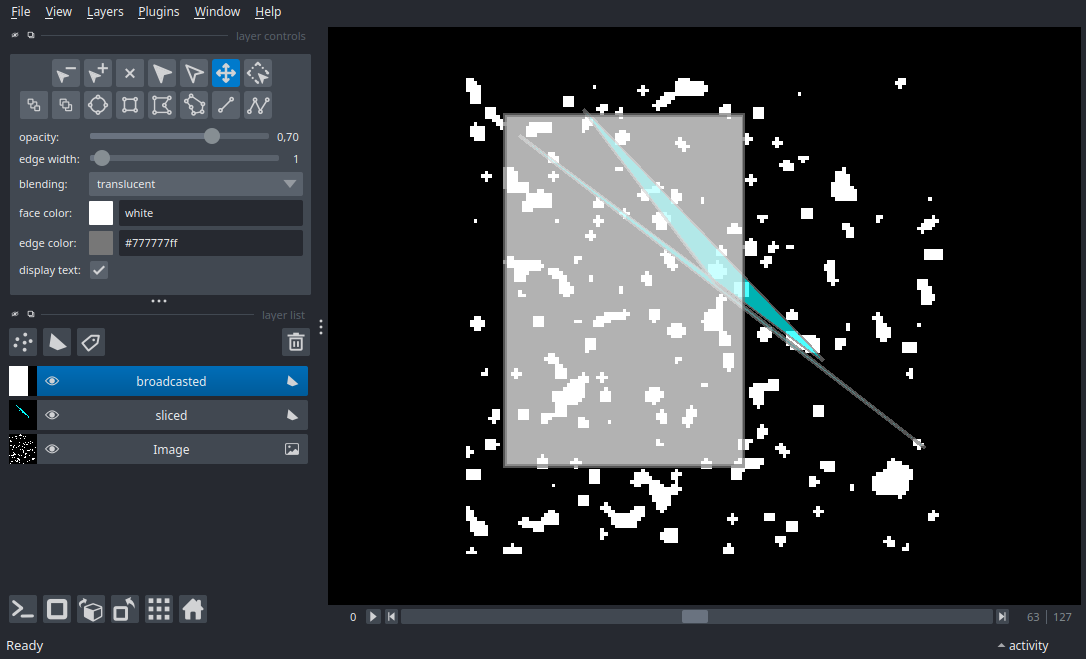 File View Layers Plugins Window Help
layer controls
opacity: 0,70
edge width: 1
blending: translucent
face color: white
edge color: #777777ff
display text:
layer list
broadcasted
sliced
Image
0 63 127
Ready activity